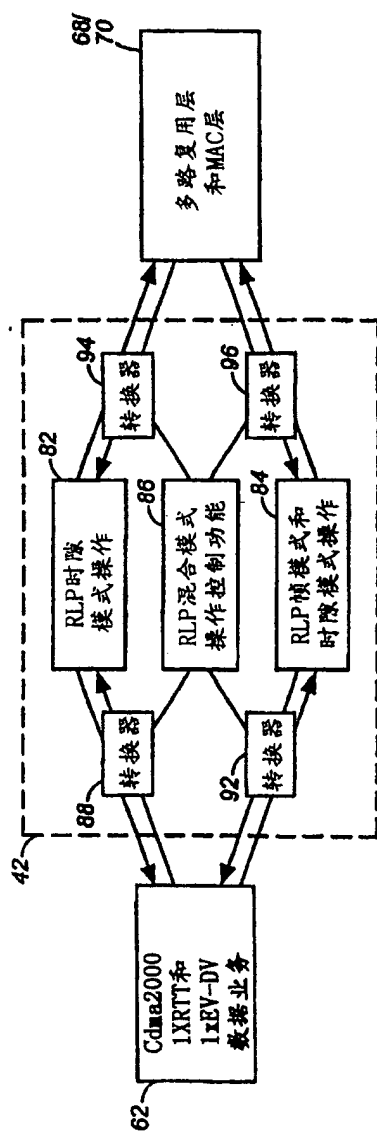 62
Cdma2000
1XRTT和
1xEV-DV
数据业务
42
88
转换器
92
转换器
82
RLP时隙
模式操作
86
RLP混合模式
操作控制功能
84
RLP帧模式和
时隙模式操作
94
转换器
96
转换器
68/
70
多路复用层
和MAC层